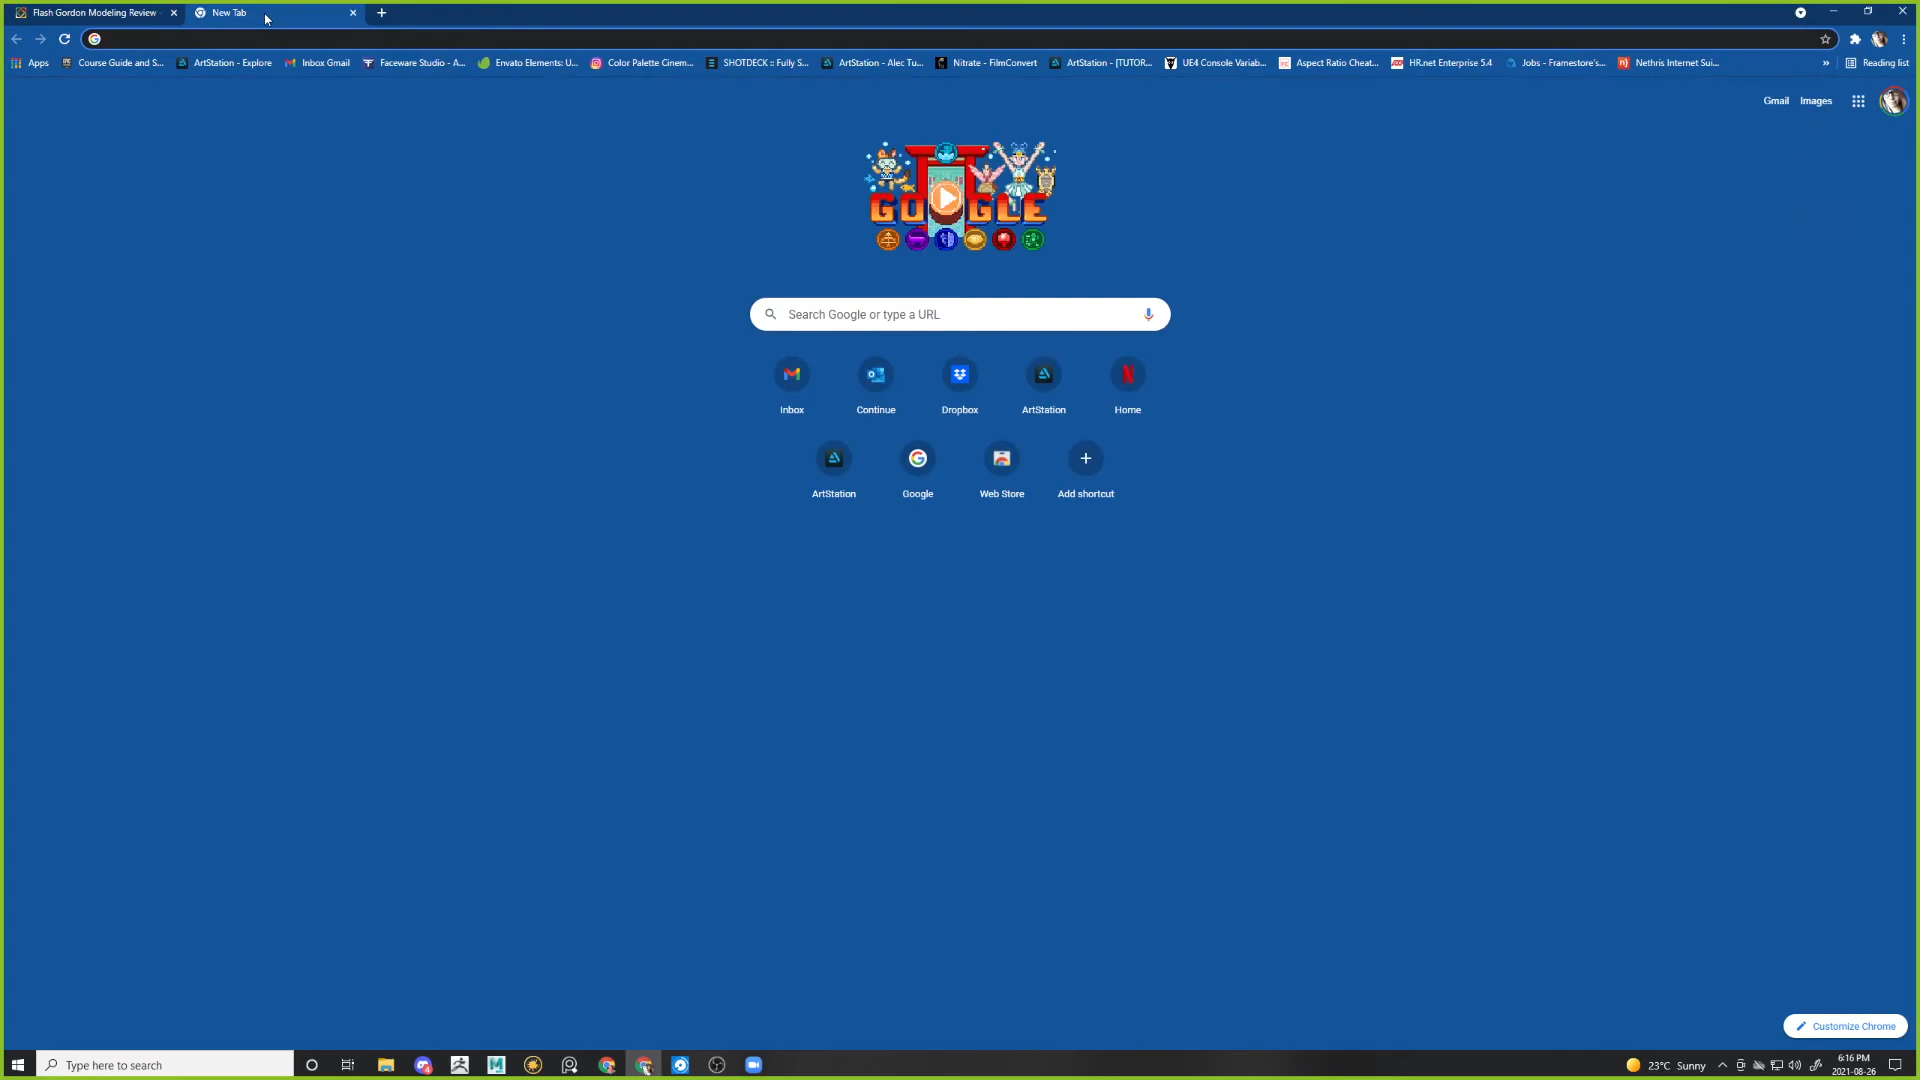 Flash Gordon Modeling Review
New Tab
Apps
Course Guide and S...
ArtStation - Explore
Inbox Gmail
Faceware Studio - A...
Envato Elements: U...
Color Palette Cinem...
SHOTDECK :: Fully S...
ArtStation - Alec Tu...
Nitrate - FilmConvert
ArtStation - [TUTOR...
UE4 Console Variab...
Aspect Ratio Cheat...
HR.net Enterprise 5.4
Jobs - Framestore's...
Nethris Internet Sui...
»
Reading list
Gmail
Images
GOOGLE
Search Google or type a URL
Inbox
Continue
Dropbox
ArtStation
Home
ArtStation
Google
Web Store
Add shortcut
Customize Chrome
Type here to search
23°C Sunny
6:16 PM
2021-08-26